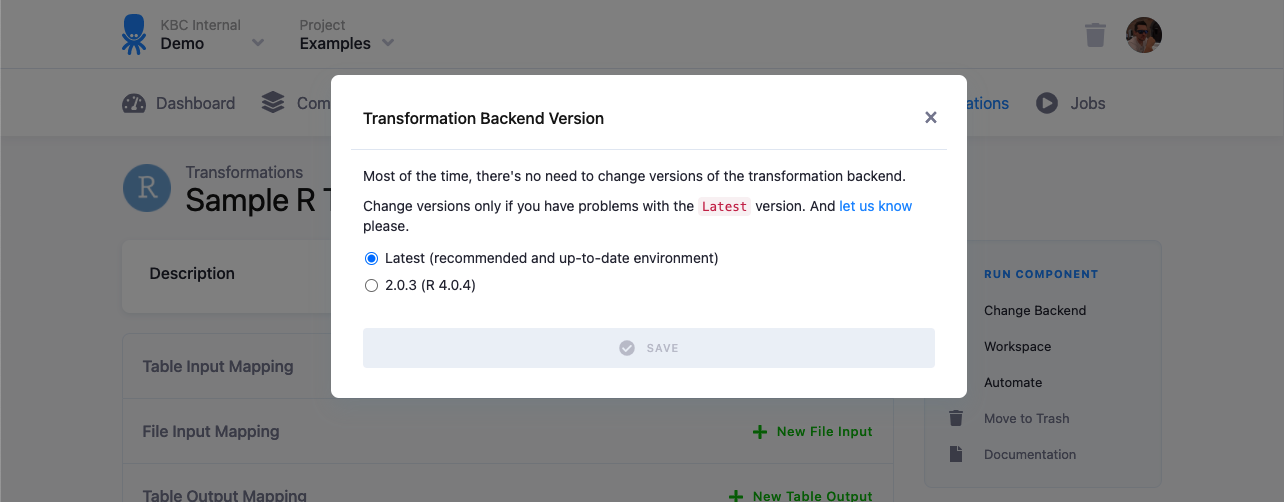 KBC Internal
Demo
Project
Examples
Dashboard
Com
ations
Jobs
Transformation Backend Version
Most of the time, there's no need to change versions of the transformation backend.
Change versions only if you have problems with the Latest version. And let us know
please.
Latest (recommended and up-to-date environment)
2.0.3 (R 4.0.4)
SAVE
R
Transformations
Sample R T
Description
Table Input Mapping
File Input Mapping
New File Input
Table Output Mapping
New Table Output
RUN COMPONENT
Change Backend
Workspace
Automate
Move to Trash
Documentation